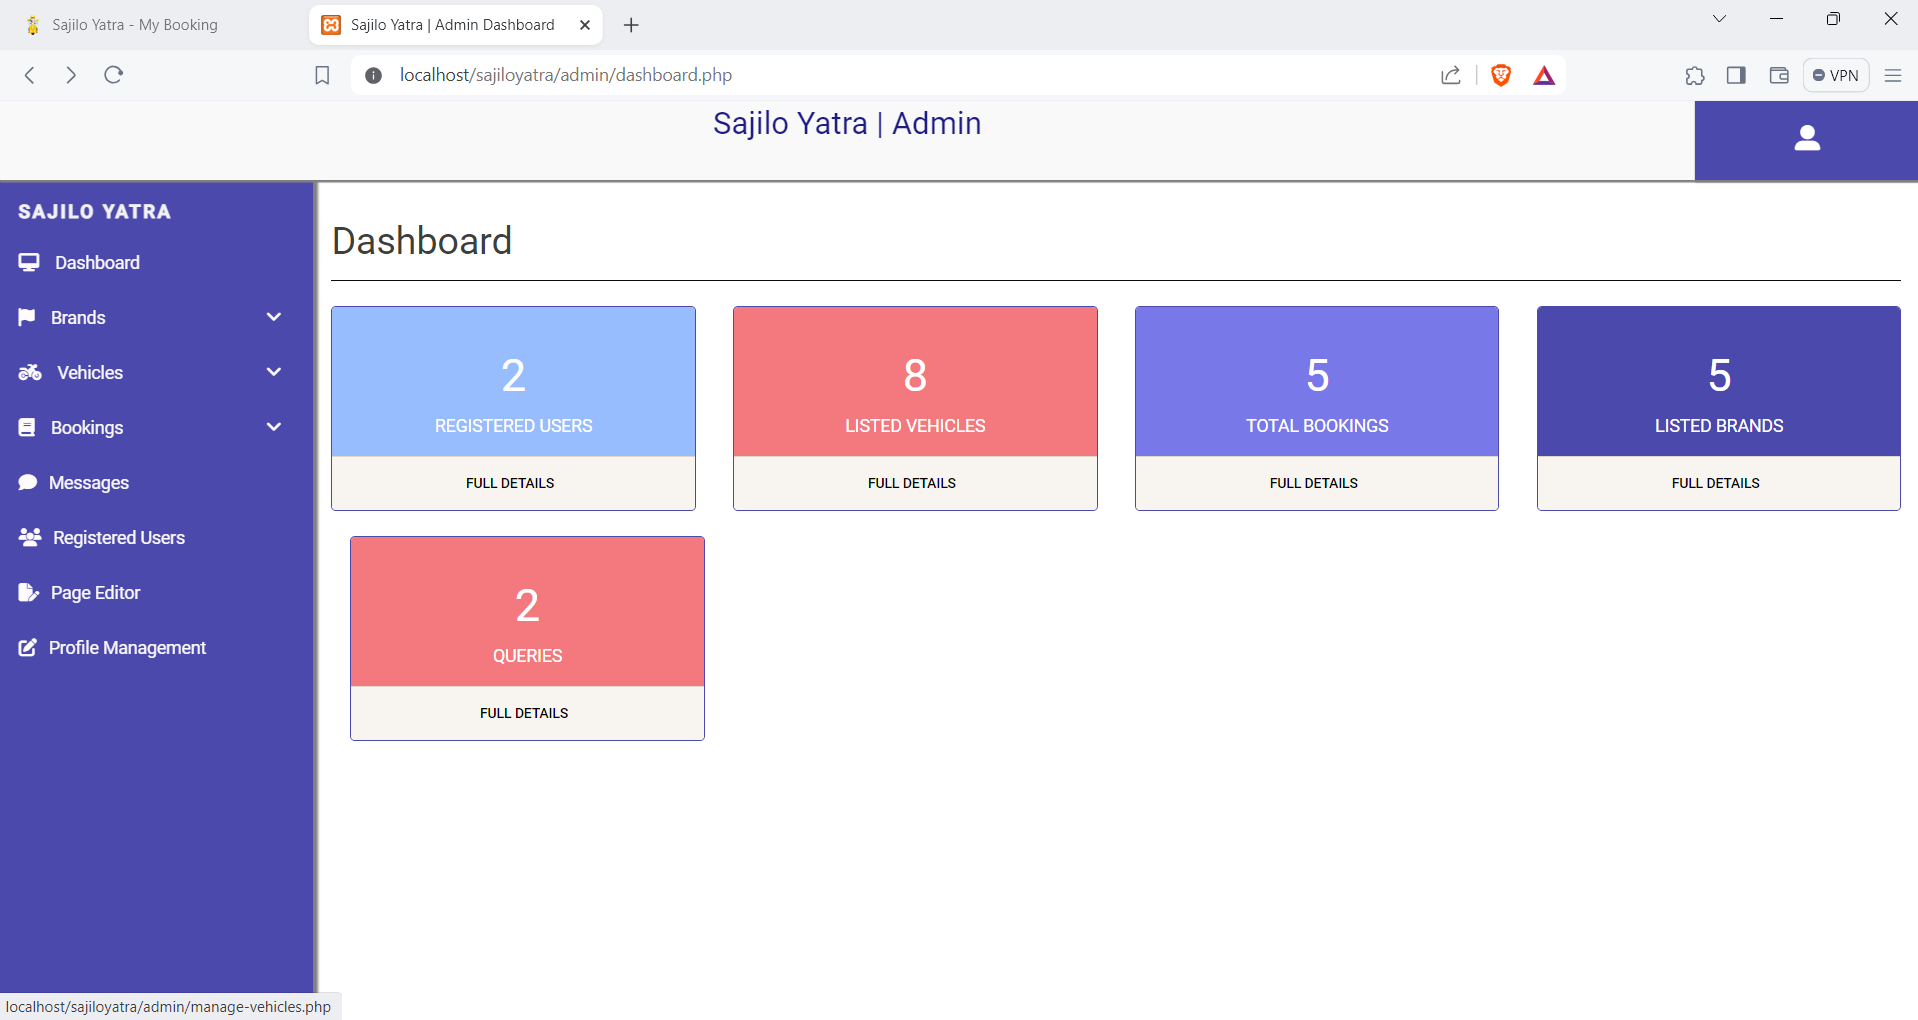 Sajilo Yatra - My Booking
Sajilo Yatra | Admin Dashboard
localhost/sajiloyatra/admin/dashboard.php
VPN
Sajilo Yatra | Admin
SAJILO YATRA
Dashboard
Brands
Vehicles
Bookings
Messages
Registered Users
Page Editor
Profile Management
Dashboard
2
REGISTERED USERS
FULL DETAILS
8
LISTED VEHICLES
FULL DETAILS
5
TOTAL BOOKINGS
FULL DETAILS
5
LISTED BRANDS
FULL DETAILS
2
QUERIES
FULL DETAILS
localhost/sajiloyatra/admin/manage-vehicles.php